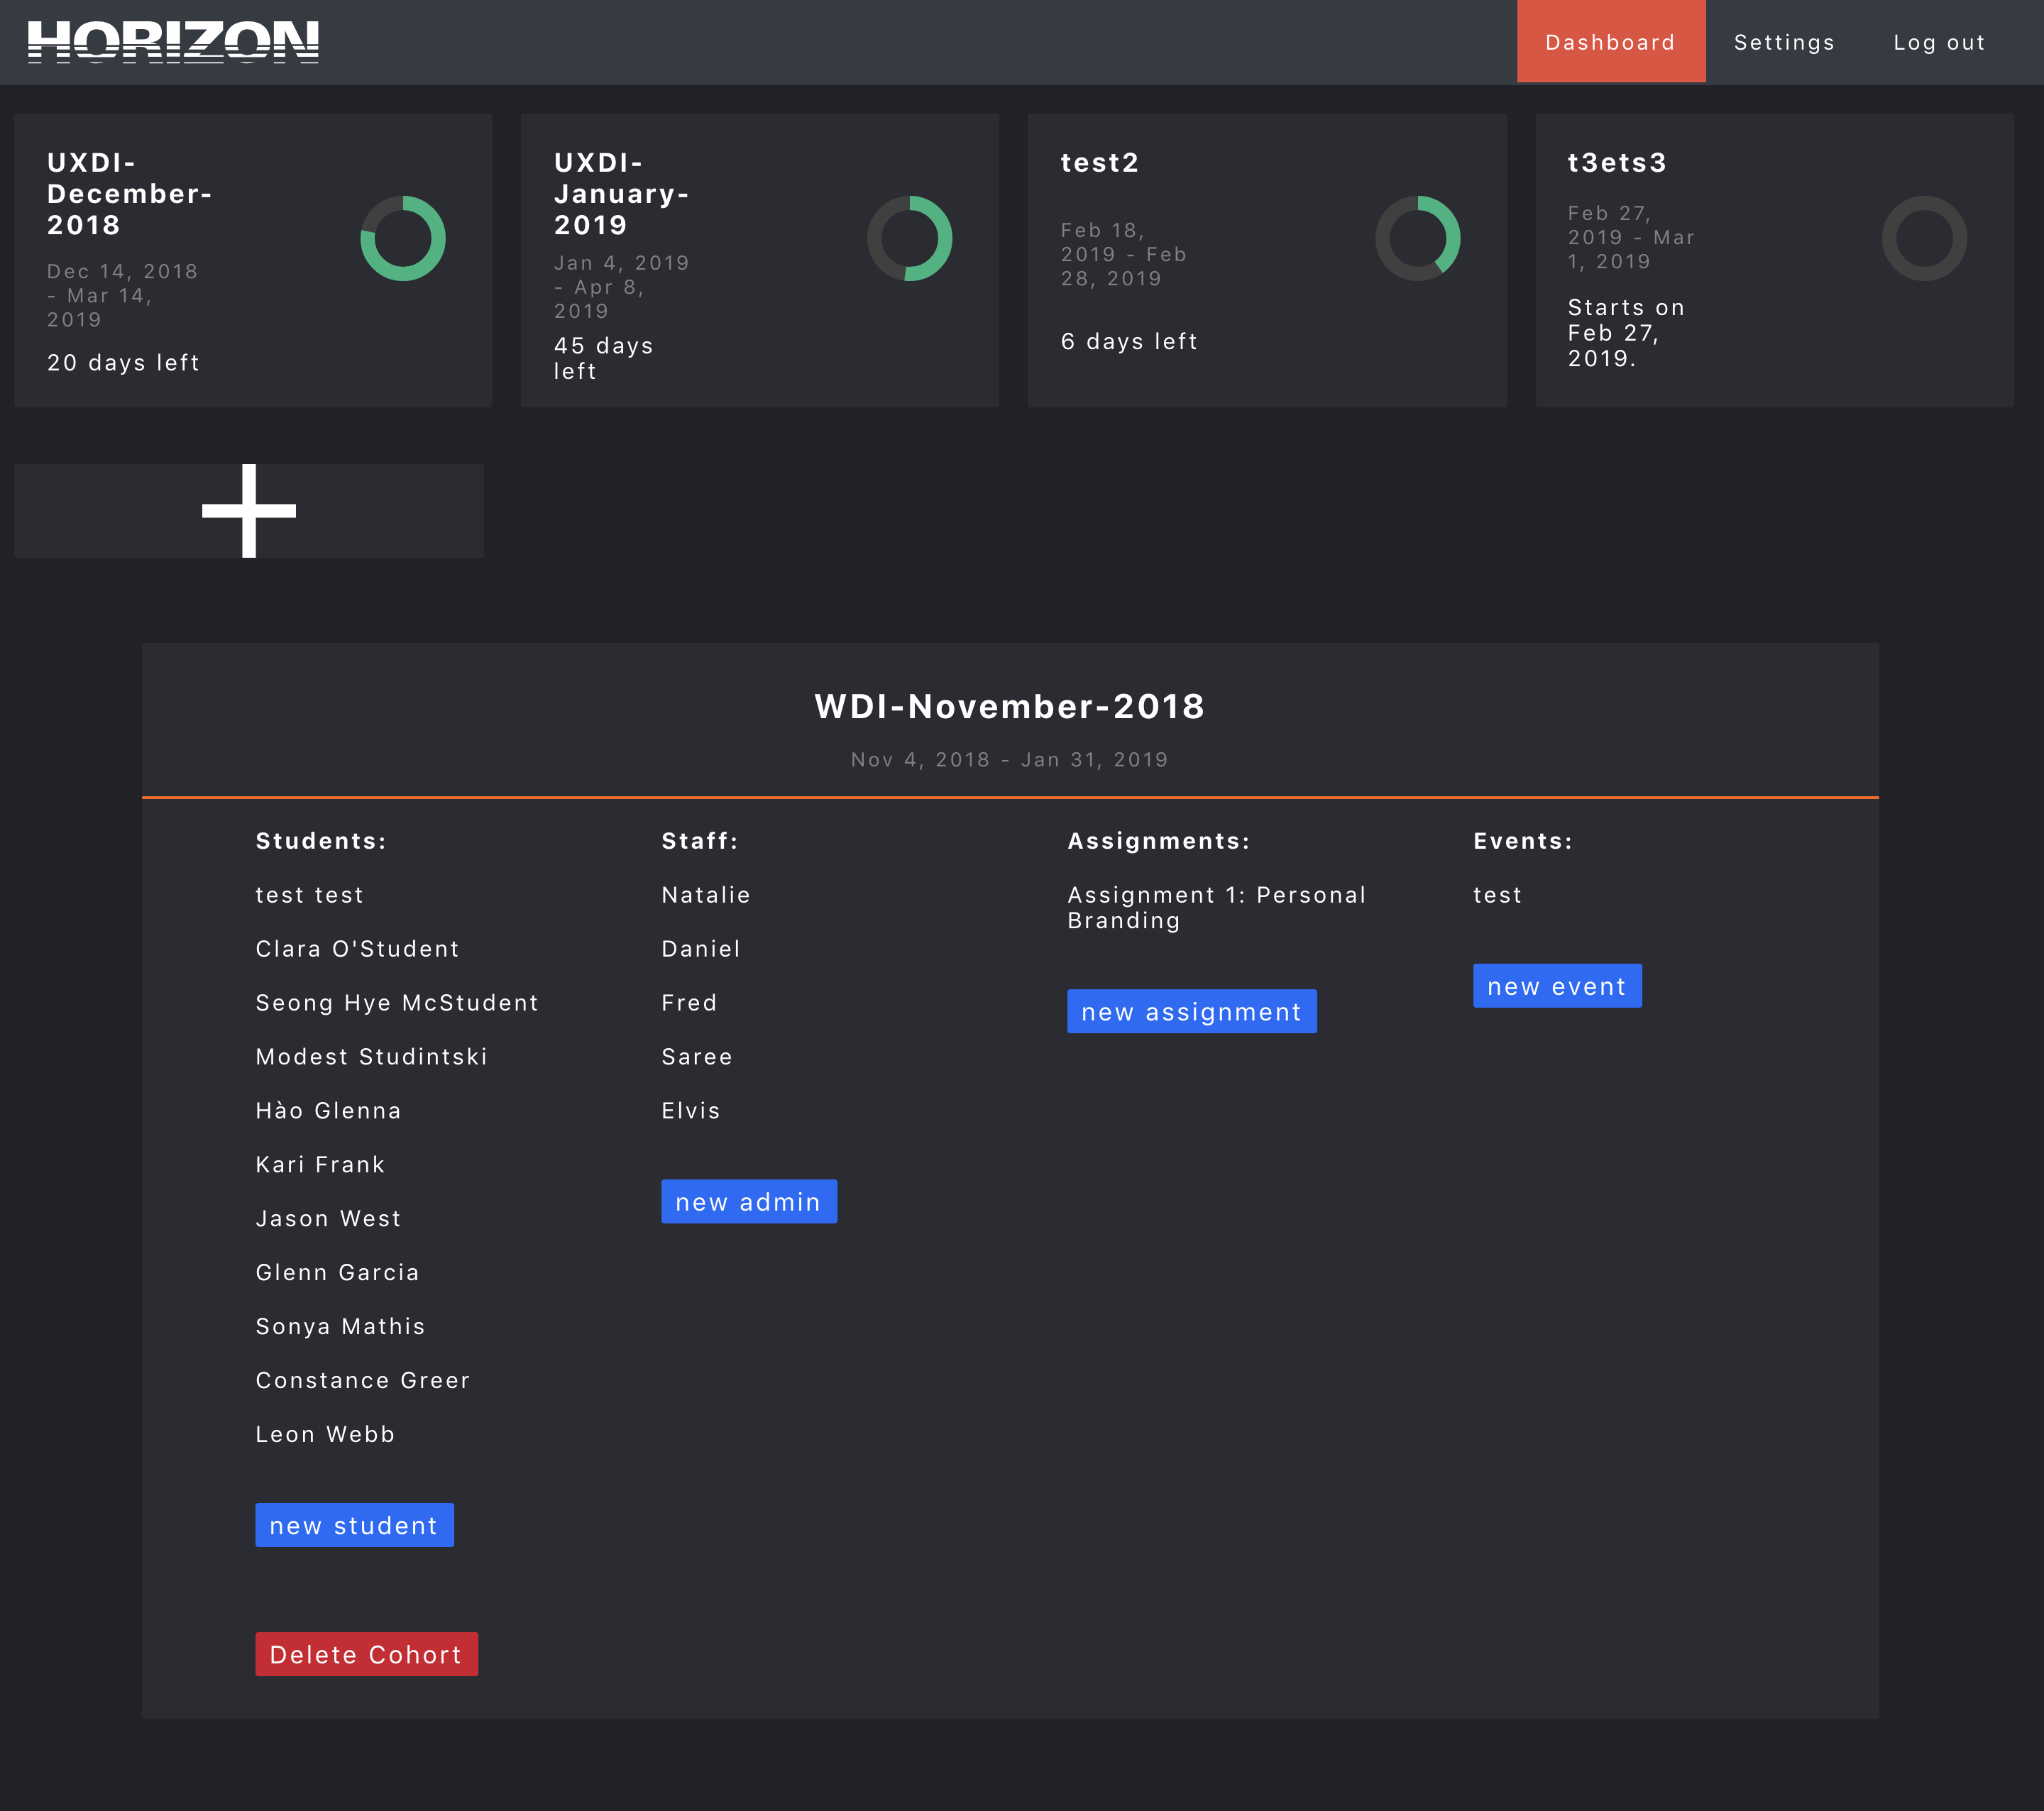 HORIZON
Dashboard
Settings
Log out
UXDI-
December-
2018
Dec 14, 2018
- Mar 14,
2019
20 days left
UXDI-
January-
2019
Jan 4, 2019
- Apr 8,
2019
45 days
left
test2
Feb 18,
2019 - Feb
28, 2019
6 days left
t3ets3
Feb 27,
2019 - Mar
1, 2019
Starts on
Feb 27,
2019.
WDI-November-2018
Nov 4, 2018 - Jan 31, 2019
Students:
test test
Clara O'Student
Seong Hye McStudent
Modest Studintski
Hào Glenna
Kari Frank
Jason West
Glenn Garcia
Sonya Mathis
Constance Greer
Leon Webb
new student
Delete Cohort
Staff:
Natalie
Daniel
Fred
Saree
Elvis
new admin
Assignments:
Assignment 1: Personal
Branding
new assignment
Events:
test
new event